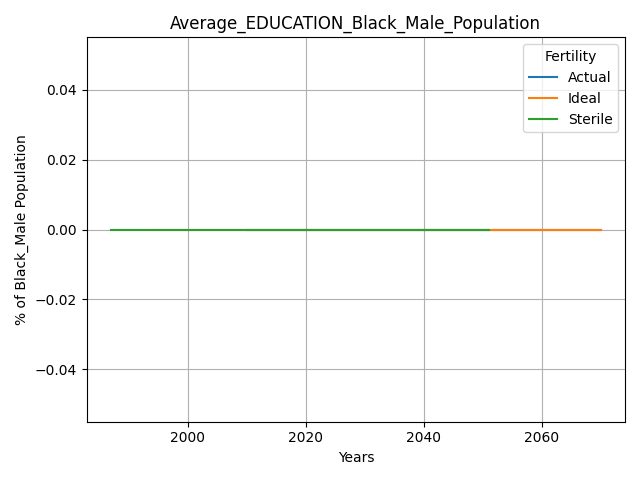 Average_EDUCATION_Black_Male_Population
Fertility
Actual
Ideal
Sterile
0.04
0.02
0.00
−0.02
−0.04
% of Black_Male Population
2000
2020
2040
2060
Years